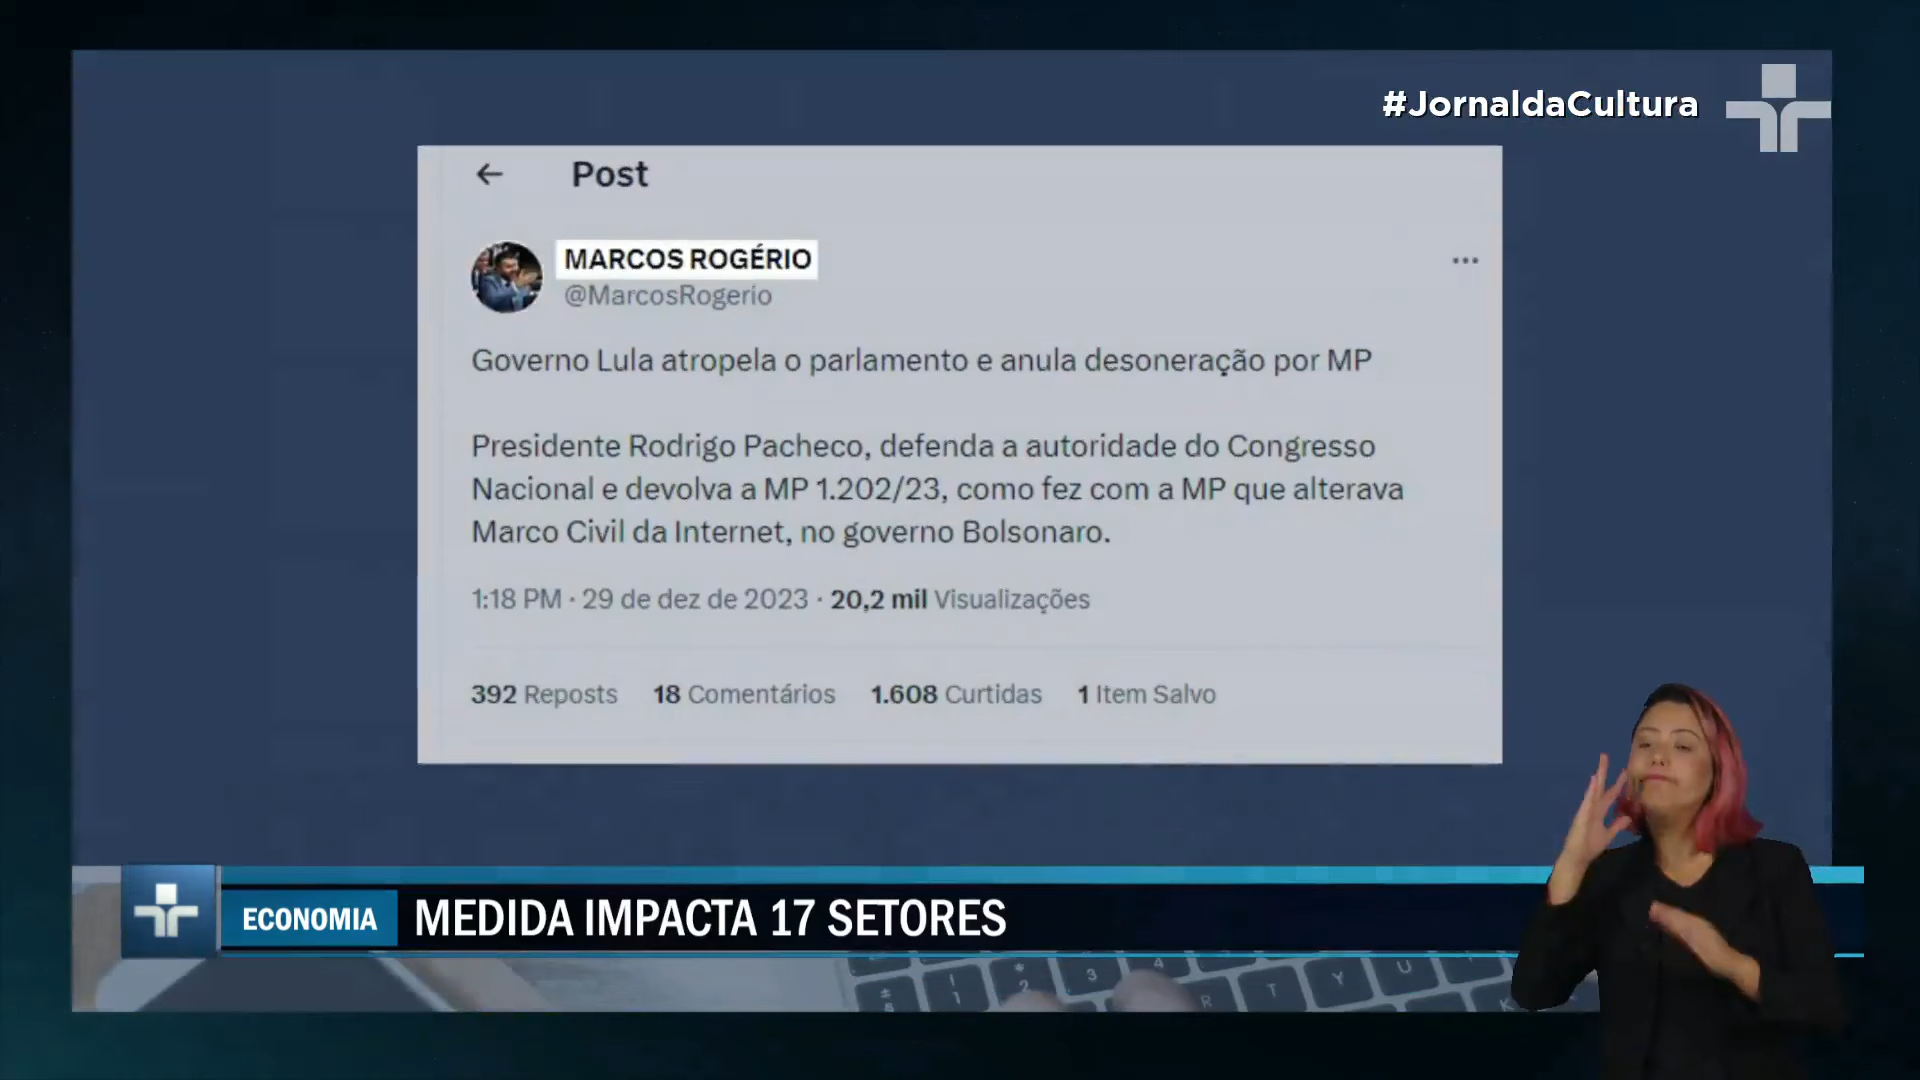 #JornaldaCultura
Post
MARCOS ROGÉRIO
@MarcosRogerio
Governo Lula atropela o parlamento e anula desoneração por MP
Presidente Rodrigo Pacheco, defenda a autoridade do Congresso
Nacional e devolva a MP 1.202/23, como fez com a MP que alterava
Marco Civil da Internet, no governo Bolsonaro.
1:18 PM · 29 de dez de 2023 · 20,2 mil Visualizações
392 Reposts 18 Comentários 1.608 Curtidas 1 Item Salvo
ECONOMIA MEDIDA IMPACTA 17 SETORES